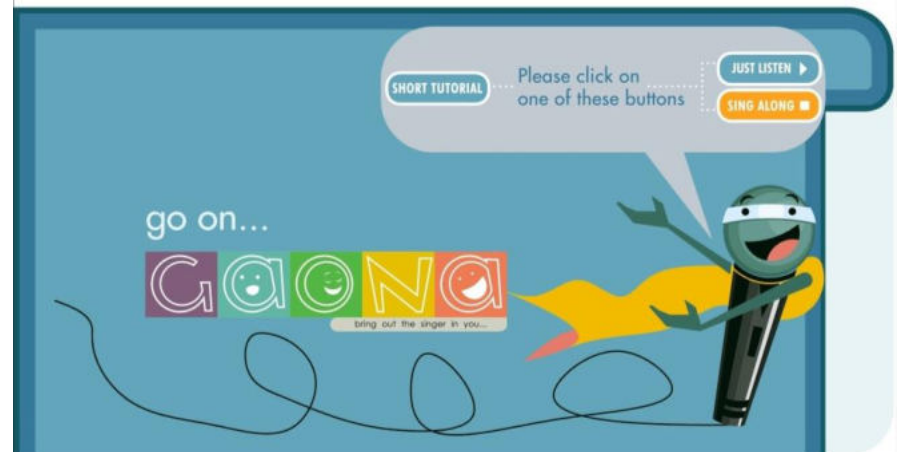 SHORT TUTORIAL
Please click on
one of these buttons
JUST LISTEN
SING ALONG
go on...
GaoNa
bring out the singer in you...